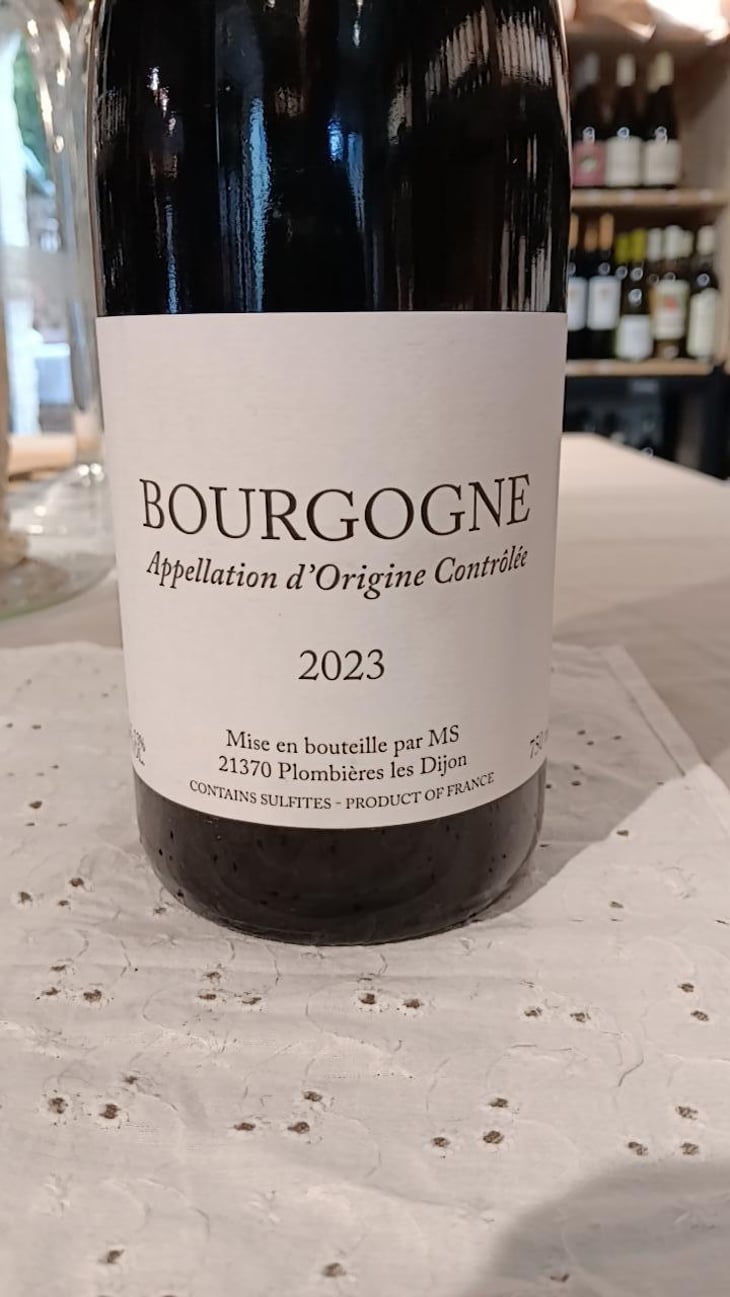 BOURGOGNE
Appellation d'Origine Contrôlée
2023
Mise en bouteille par MS
21370 Plombières les Dijon
CONTAINS SULFITES - PRODUCT OF FRANCE